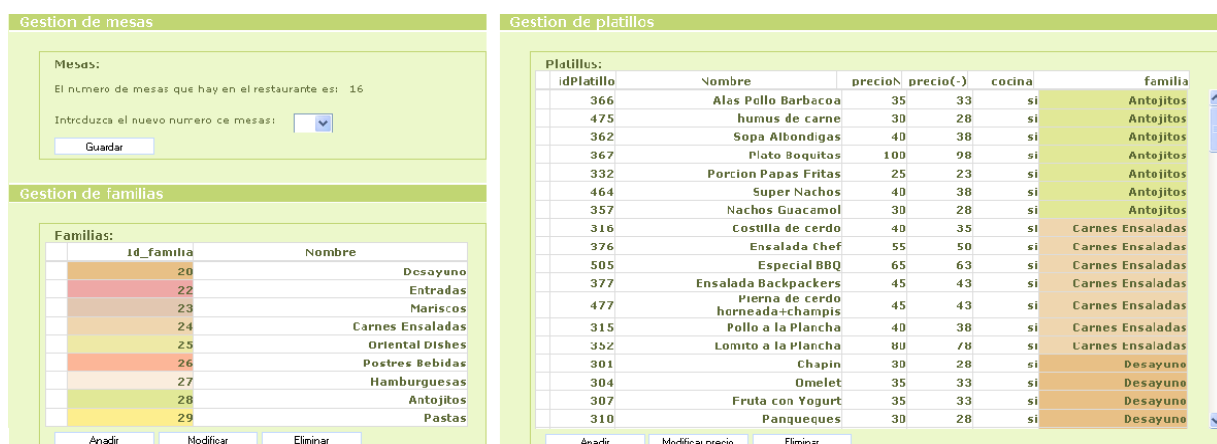 Gestion de mesas
Mesas:
El numero de mesas que hay en el restaurante es: 16
Introduzca el nuevo numero de mesas:
Guardar
Gestion de familias
Familias:
id_familia Nombre
20 Desayuno
22 Entradas
23 Mariscos
24 Carnes Ensaladas
25 Oriental Dishes
26 Postres Bebidas
27 Hamburguesas
28 Antojitos
29 Pastas
Anadir Modificar Eliminar
Gestion de platillos
Platillos:
idPlatillo Nombre precioN precio(-) cocina familia
366 Alas Pollo Barbacoa 35 33 si Antojitos
475 humus de carne 30 28 si Antojitos
362 Sopa Albondigas 40 38 si Antojitos
367 Plato Boquitas 100 98 si Antojitos
332 Porcion Papas Fritas 25 23 si Antojitos
464 Super Nachos 40 38 si Antojitos
357 Nachos Guacamol 30 28 si Antojitos
316 Costilla de cerdo 40 35 si Carnes Ensaladas
376 Ensalada Chef 55 50 si Carnes Ensaladas
505 Especial BBQ 65 63 si Carnes Ensaladas
377 Ensalada Backpackers 45 43 si Carnes Ensaladas
477 Pierna de cerdo horneada+champis 45 43 si Carnes Ensaladas
315 Pollo a la Plancha 40 38 si Carnes Ensaladas
352 Lomito a la Plancha 80 78 si Carnes Ensaladas
301 Chapin 30 28 si Desayuno
304 Omelet 35 33 si Desayuno
307 Fruta con Yogurt 35 33 si Desayuno
310 Panqueques 30 28 si Desayuno
Anadir Modificar precio Eliminar